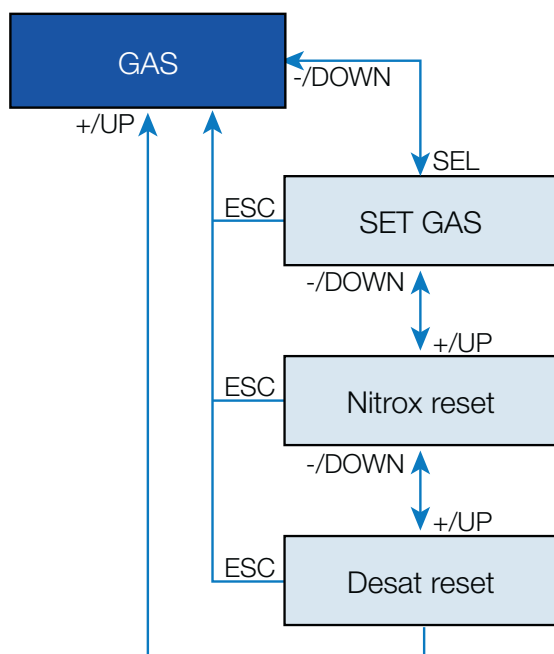 GAS
-/DOWN
+/UP
SEL
ESC
SET GAS
-/DOWN
+/UP
ESC
Nitrox reset
-/DOWN
+/UP
ESC
Desat reset